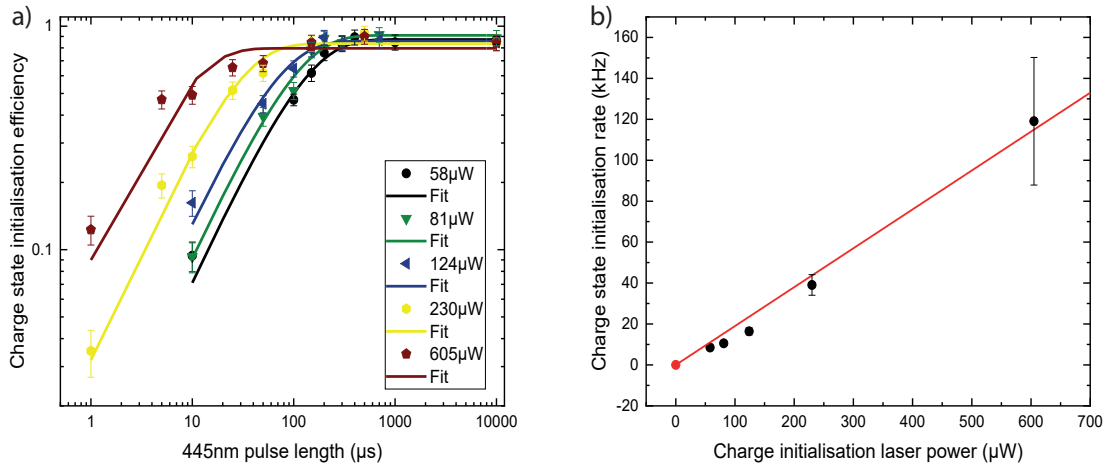 a)
Charge state initialisation efficiency
1
0.1
58µW
Fit
81µW
Fit
124µW
Fit
230µW
Fit
605µW
Fit
1
10
100
1000
10000
445nm pulse length (µs)
b)
Charge state initialisation rate (kHz)
160
140
120
100
80
60
40
20
0
-20
0
100
200
300
400
500
600
700
Charge initialisation laser power (µW)